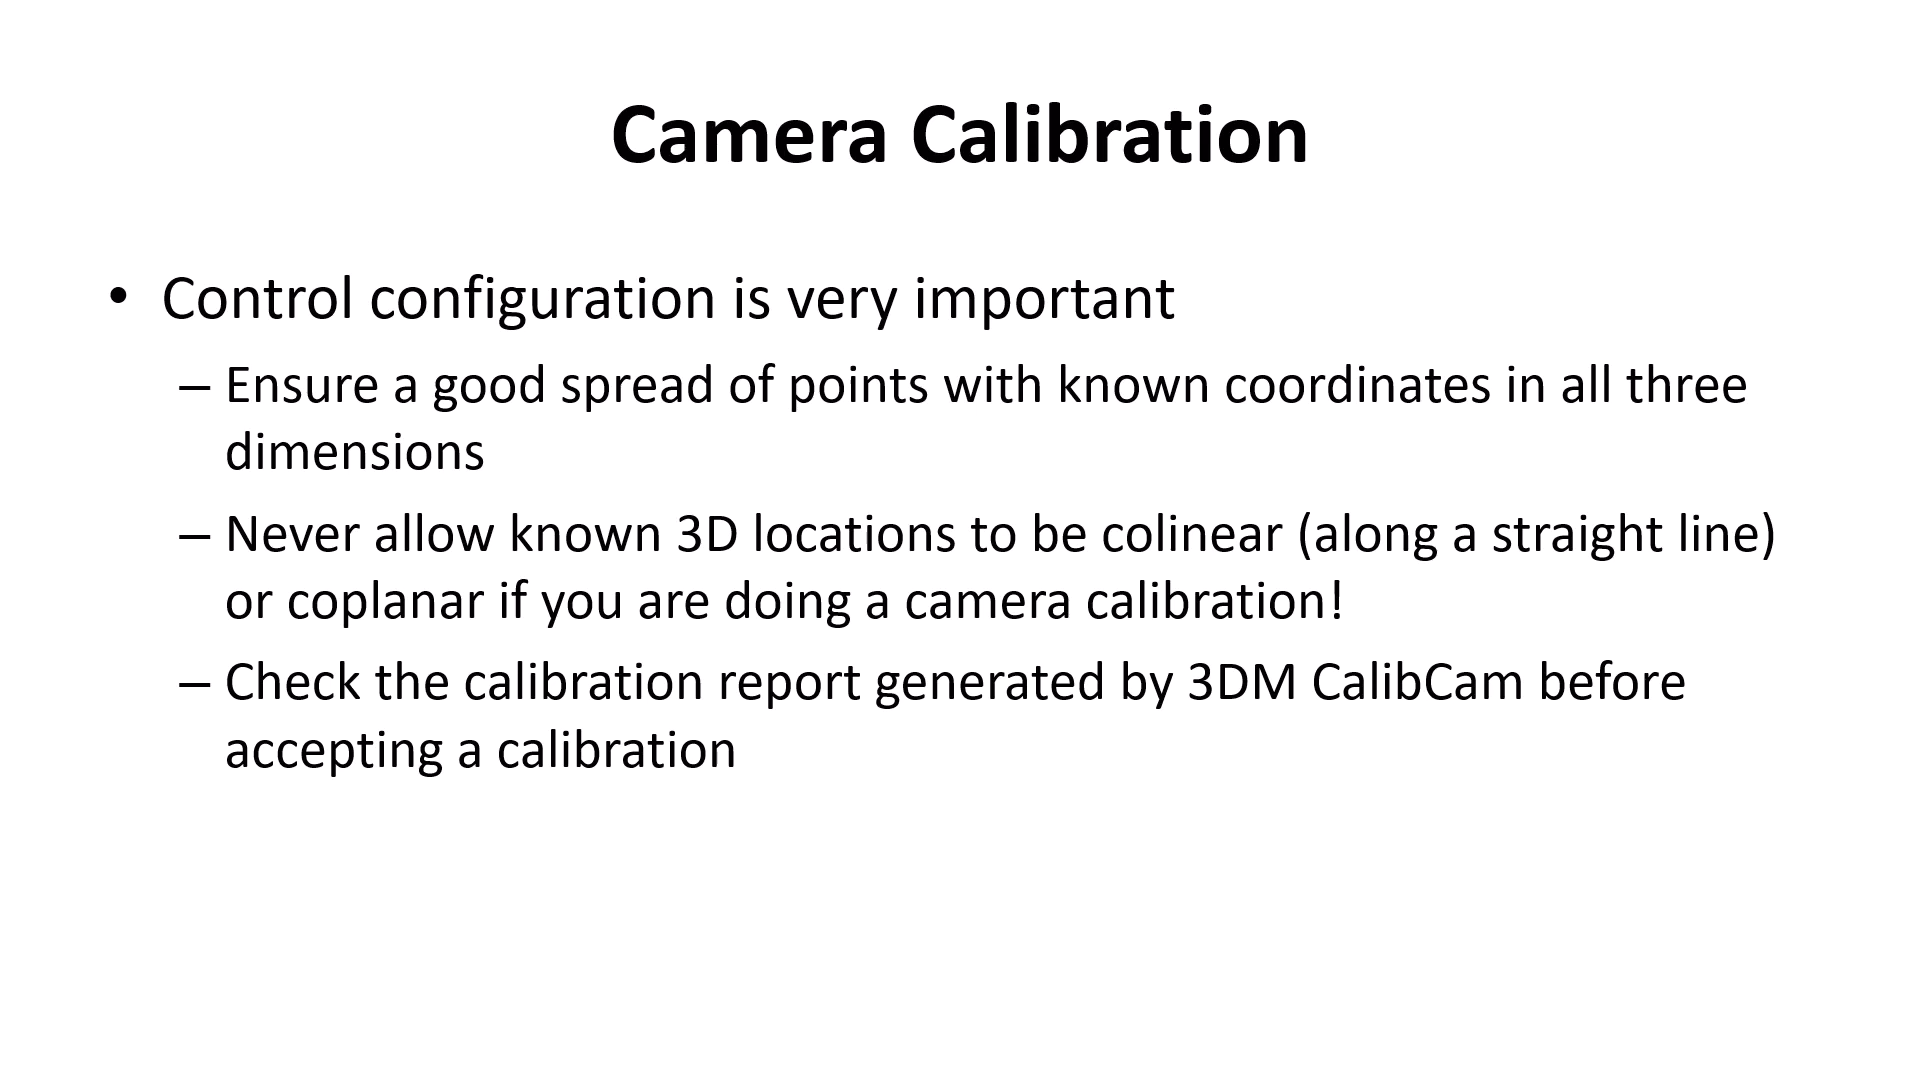 Camera Calibration
• Control configuration is very important
– Ensure a good spread of points with known coordinates in all three
dimensions
– Never allow known 3D locations to be colinear (along a straight line)
or coplanar if you are doing a camera calibration!
– Check the calibration report generated by 3DM CalibCam before
accepting a calibration